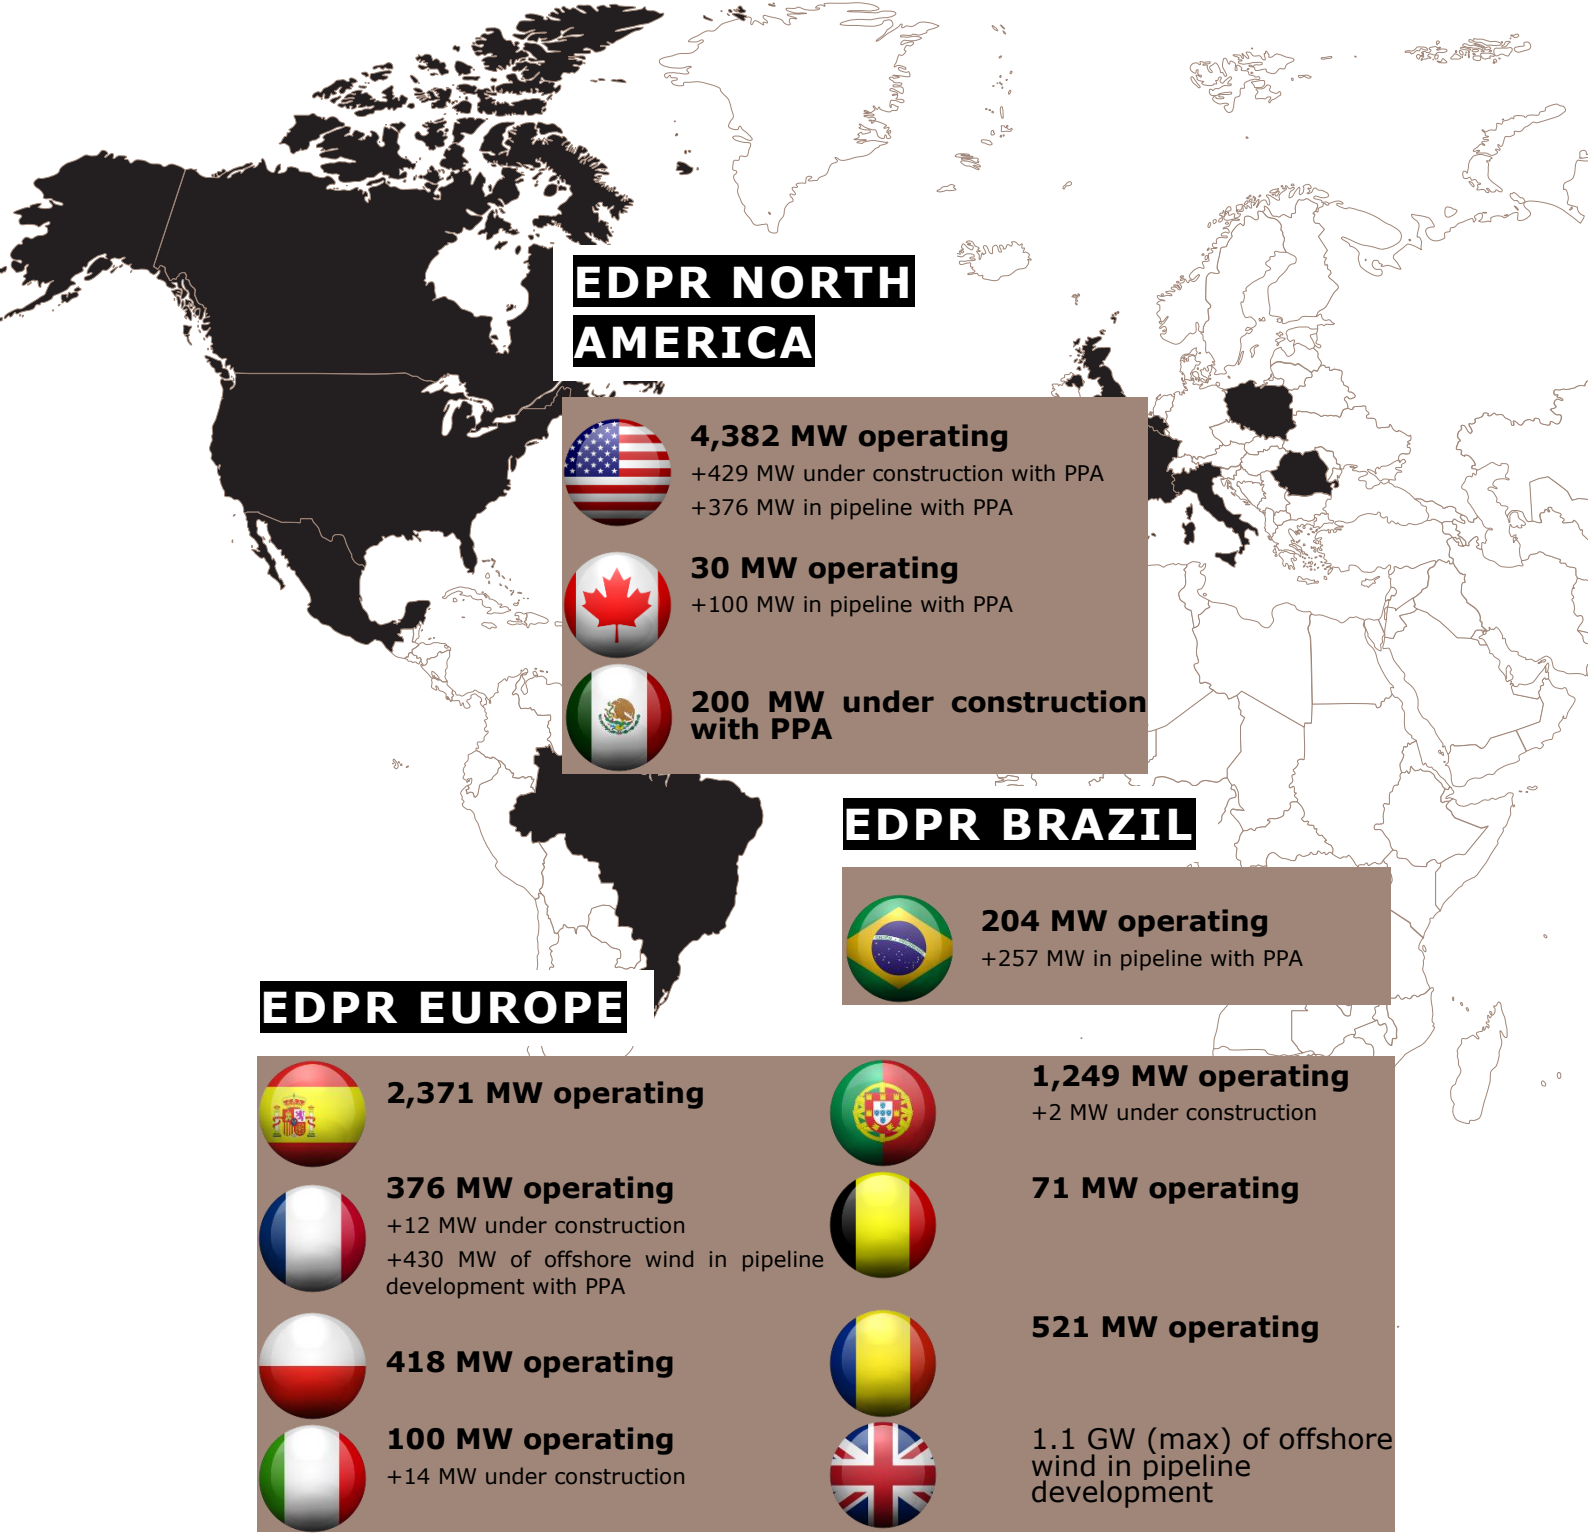 EDPR NORTH
AMERICA
4,382 MW operating
+429 MW under construction with PPA
+376 MW in pipeline with PPA
30 MW operating
+100 MW in pipeline with PPA
200 MW under construction
with PPA
EDPR BRAZIL
204 MW operating
+257 MW in pipeline with PPA
EDPR EUROPE
2,371 MW operating
376 MW operating
+12 MW under construction
+430 MW of offshore wind in pipeline
development with PPA
418 MW operating
100 MW operating
+14 MW under construction
1,249 MW operating
+2 MW under construction
71 MW operating
521 MW operating
1.1 GW (max) of offshore
wind in pipeline
development